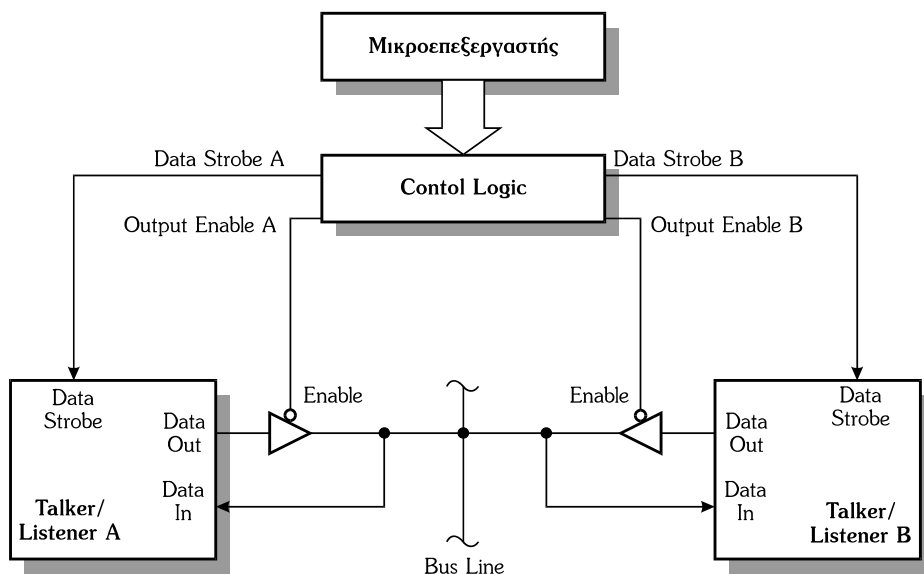 Μικροεπεξεργαστής
Data Strobe A
Data Strobe B
Contol Logic
Output Enable A
Output Enable B
Enable
Enable
Data
Strobe
Data
Out
Data
In
Talker/
Listener A
Data
Strobe
Data
Out
Data
In
Talker/
Listener B
Bus Line